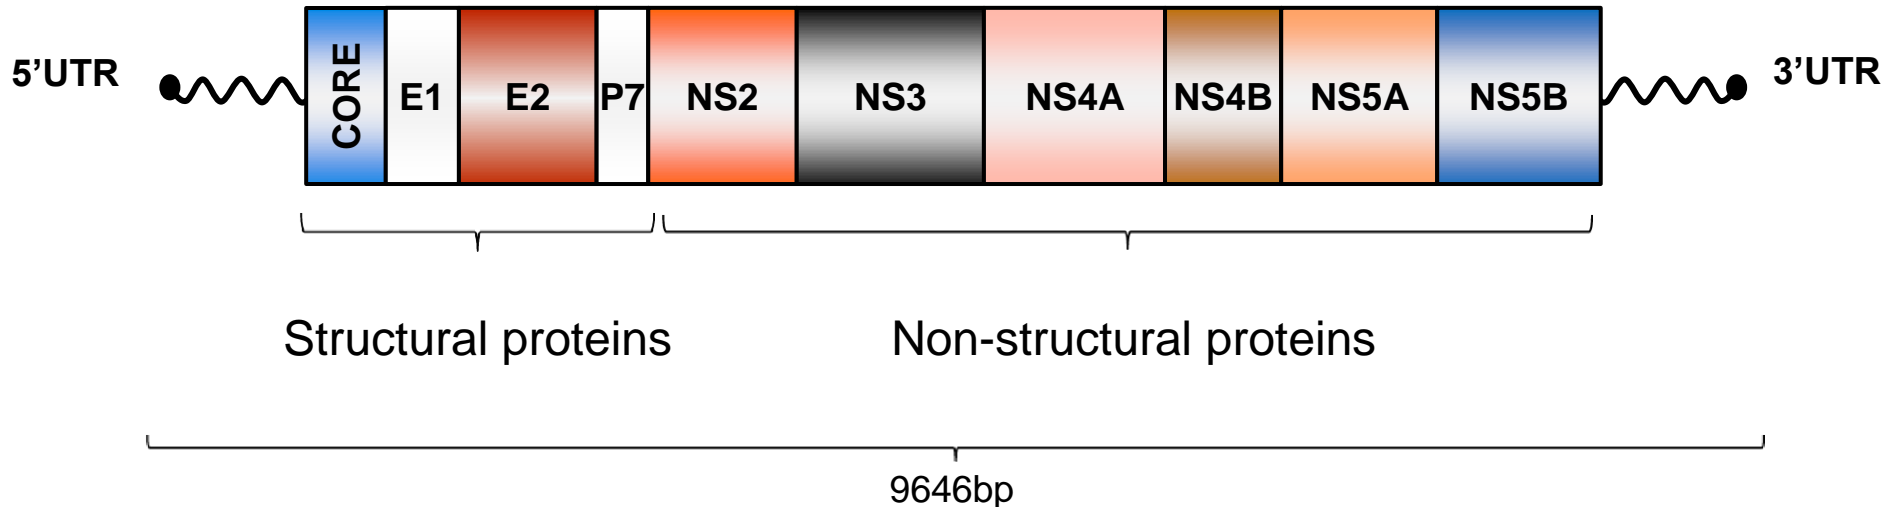 5’UTR
CORE
E1
E2
P7
NS2
NS3
NS4A
NS4B
NS5A
NS5B
3’UTR
Structural proteins
Non-structural proteins
9646bp